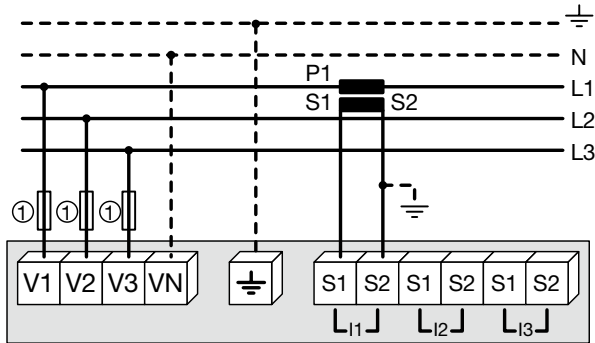 N
P1
L1
S1 S2
L2
L3
① ① ①
V1 V2 V3 VN S1 S2 S1 S2 S1 S2
I1 I2 I3